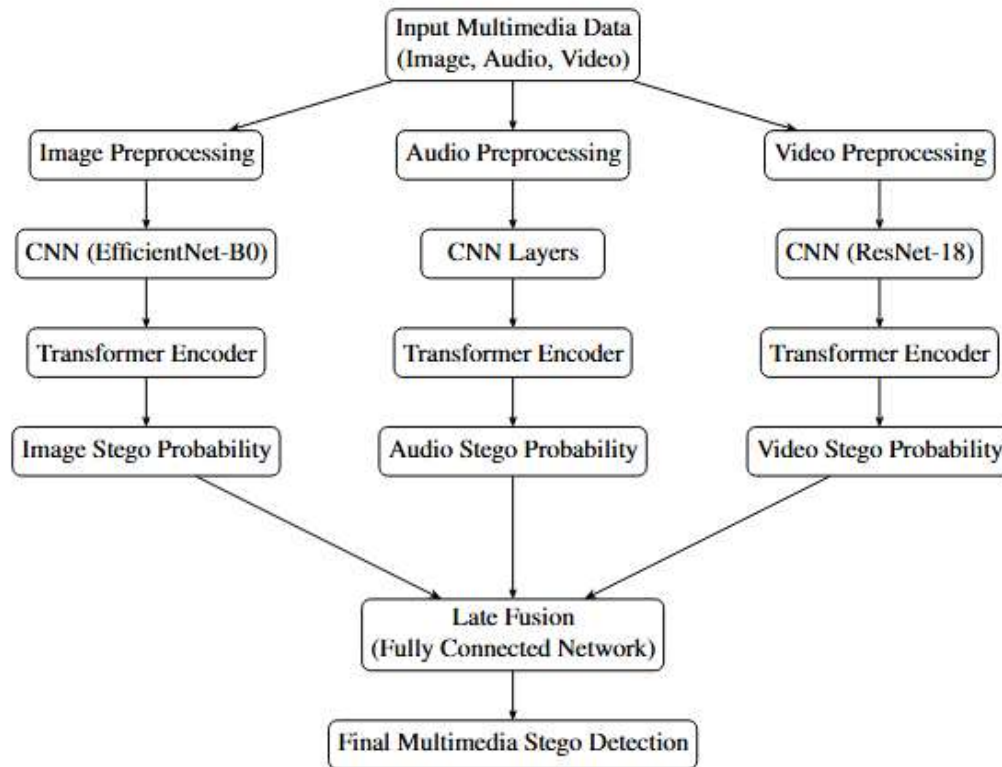 Input Multimedia Data
(Image, Audio, Video)
Image Preprocessing
Audio Preprocessing
Video Preprocessing
CNN (EfficientNet-B0)
CNN Layers
CNN (ResNet-18)
Transformer Encoder
Transformer Encoder
Transformer Encoder
Image Stego Probability
Audio Stego Probability
Video Stego Probability
Late Fusion
(Fully Connected Network)
Final Multimedia Stego Detection